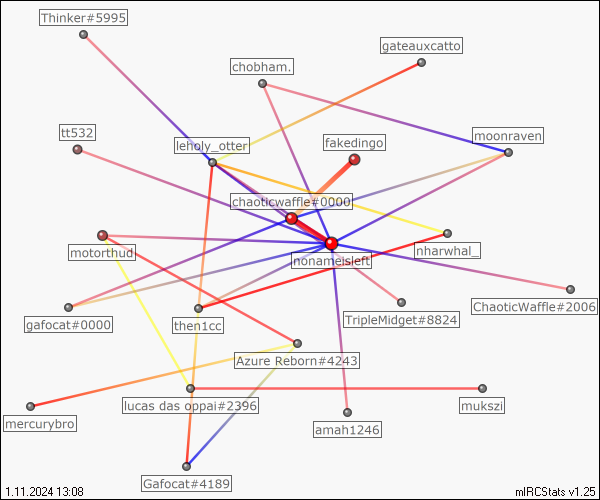 Thinker#5995
gateauxcatto
chobham.
tt532
leholy_otter
fakedingo
moonraven
chaoticwaffle#0000
motorthud
nonameisleft
nharwhal_
ChaoticWaffle#2006
gafocat#0000
then1cc
TripleMidget#8824
Azure Reborn#4243
mercurybro
lucas das oppai#2396
mukszi
amah1246
Gafocat#4189
1.11.2024 13:08
mIRCStats v1.25